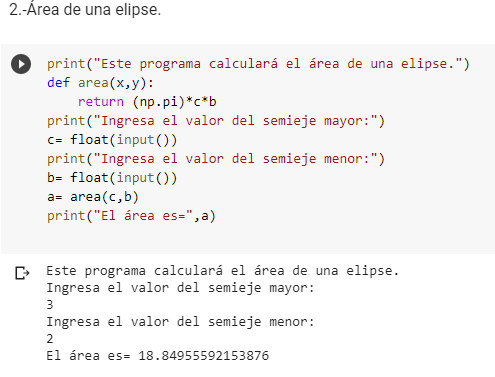 2.-Área de una elipse.
print("Este programa calculará el área de una elipse.")
def area(x,y):
    return (np.pi)*c*b
print("Ingresa el valor del semieje mayor:")
c= float(input())
print("Ingresa el valor del semieje menor:")
b= float(input())
a= area(c,b)
print("El área es=",a)
Este programa calculará el área de una elipse.
Ingresa el valor del semieje mayor:
3
Ingresa el valor del semieje menor:
2
El área es= 18.84955592153876